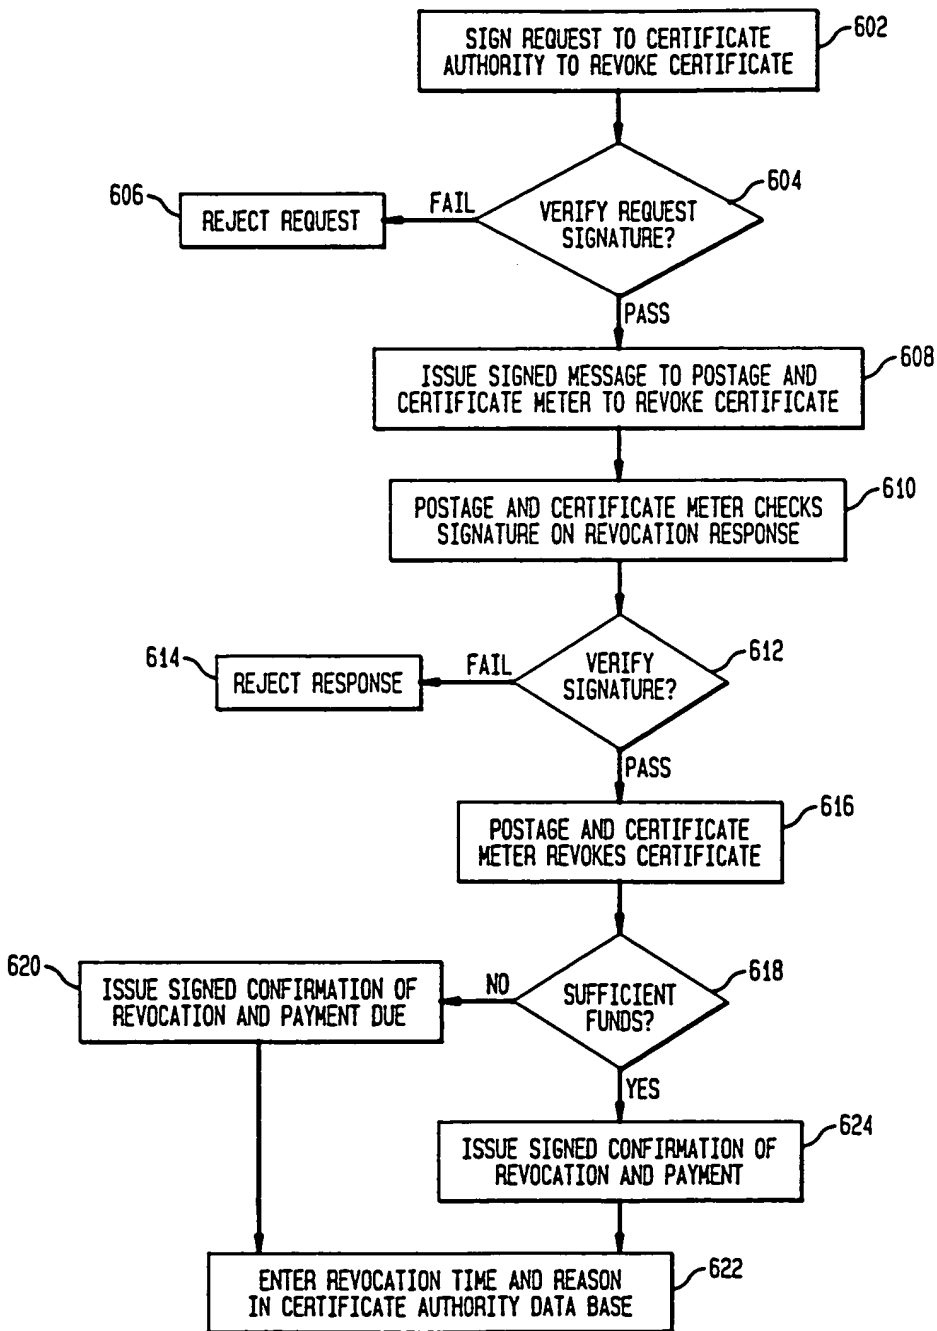 SIGN REQUEST TO CERTIFICATE
AUTHORITY TO REVOKE CERTIFICATE
602
604
VERIFY REQUEST
SIGNATURE?
FAIL
606
REJECT REQUEST
PASS
608
ISSUE SIGNED MESSAGE TO POSTAGE AND
CERTIFICATE METER TO REVOKE CERTIFICATE
610
POSTAGE AND CERTIFICATE METER CHECKS
SIGNATURE ON REVOCATION RESPONSE
612
VERIFY
SIGNATURE?
FAIL
614
REJECT RESPONSE
PASS
616
POSTAGE AND CERTIFICATE
METER REVOKES CERTIFICATE
618
SUFFICIENT
FUNDS?
NO
620
ISSUE SIGNED CONFIRMATION OF
REVOCATION AND PAYMENT DUE
YES
624
ISSUE SIGNED CONFIRMATION OF
REVOCATION AND PAYMENT
622
ENTER REVOCATION TIME AND REASON
IN CERTIFICATE AUTHORITY DATA BASE